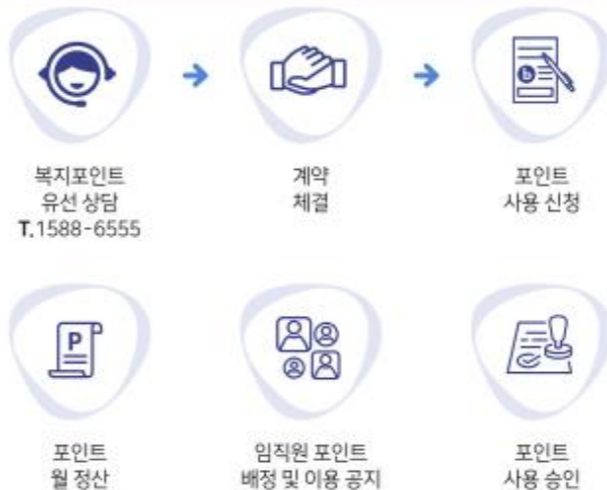 복지포인트
유선 상담
T.1588-6555
계약
체결
포인트
사용 신청
b
P
포인트
월 정산
임직원 포인트
배정 및 이용 공지
포인트
사용 승인